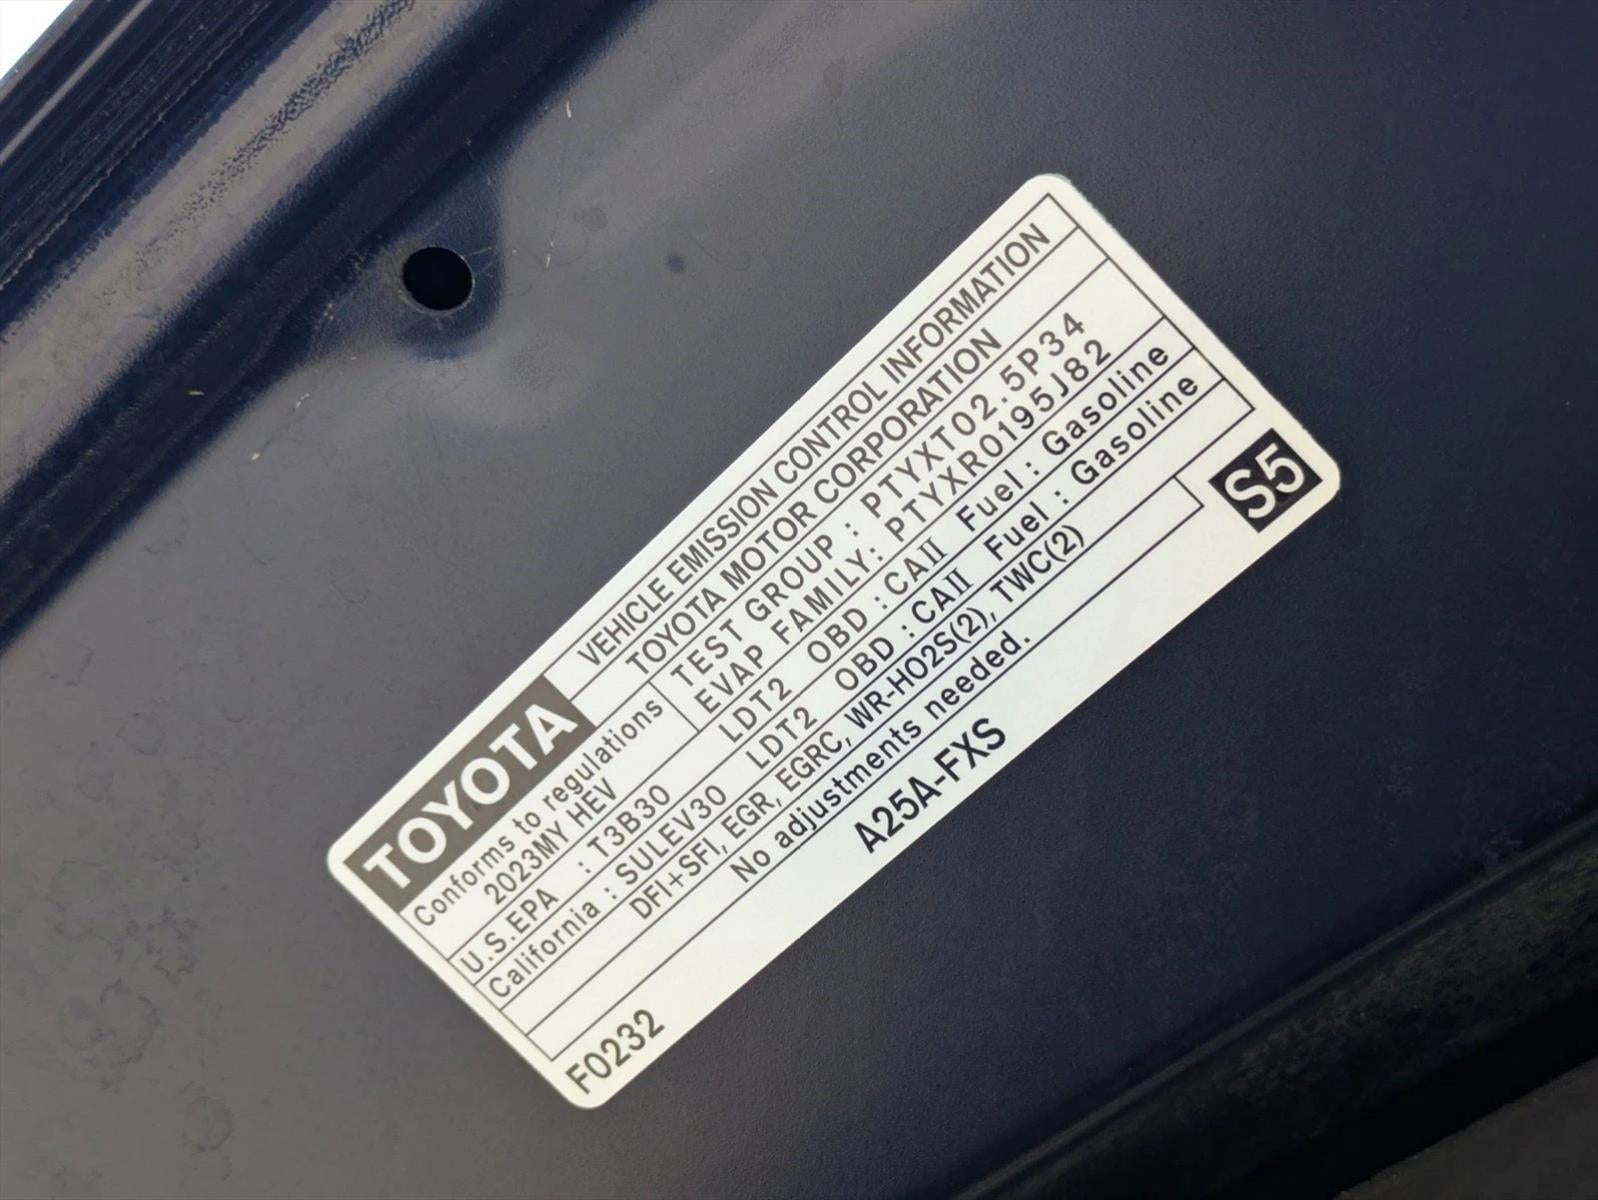 TOYOTA
VEHICLE EMISSION CONTROL INFORMATION
TOYOTA MOTOR CORPORATION
Conforms to regulations
2023MY HEV
TEST GROUP : PTYXT02.5P34
EVAP FAMILY: PTYXR0195J82
U.S.EPA : T3B30 LDT2 OBD : CAII Fuel : Gasoline
California : SULEV30 LDT2 OBD : CAII Fuel : Gasoline
DFI+SFI, EGR, EGRC, WR-HO2S(2), TWC(2)
No adjustments needed.
F0232
A25A-FXS
S5